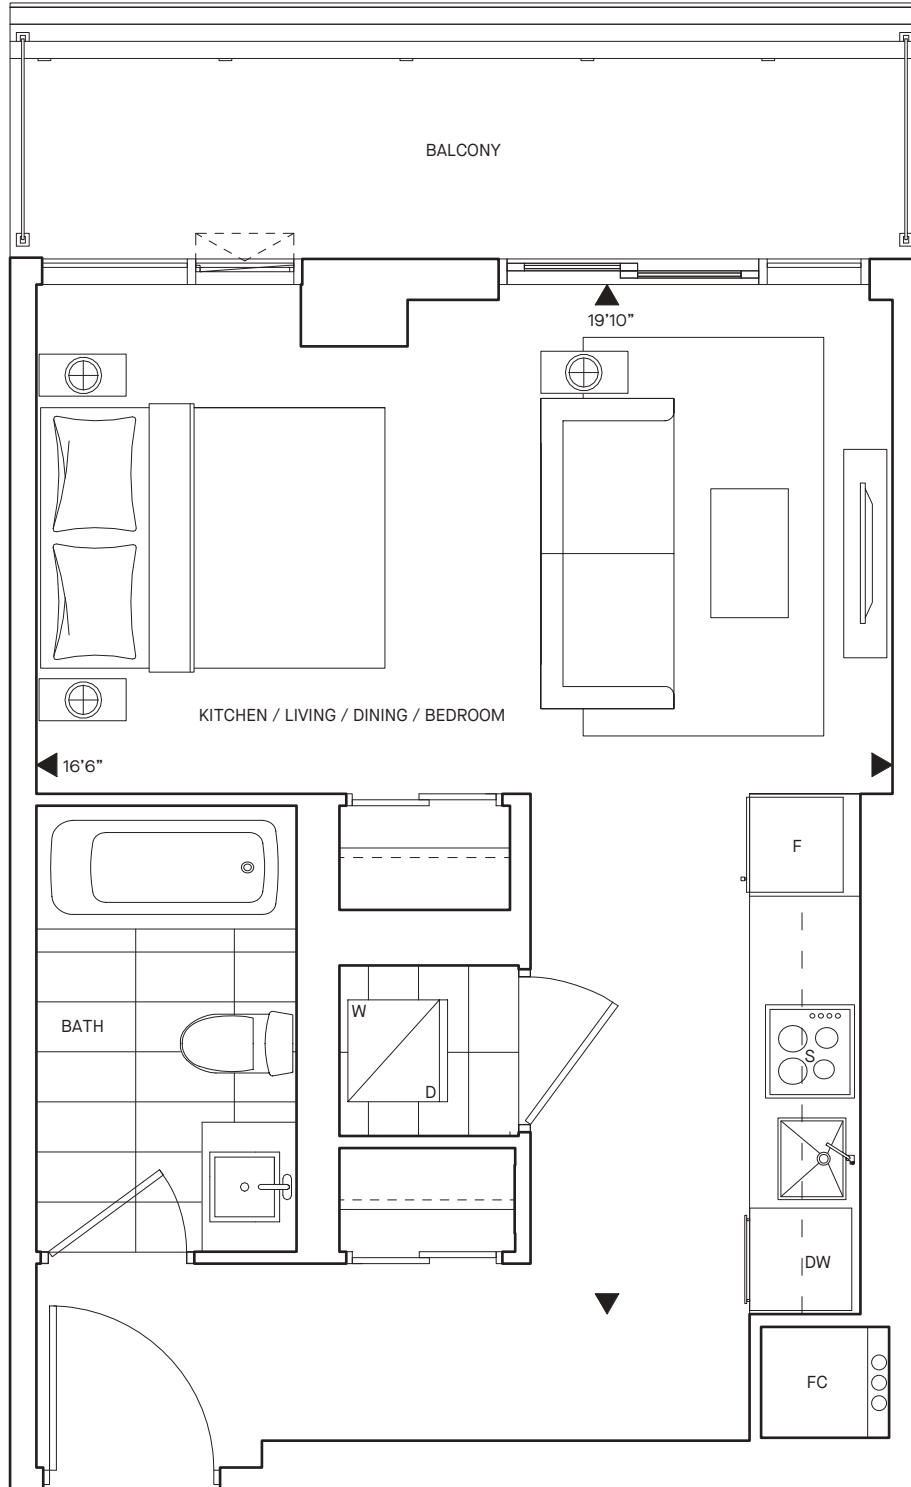 BALCONY
19'10”
KITCHEN / LIVING / DINING / BEDROOM
16'6”
F
BATH
W
D
S
DW
FC